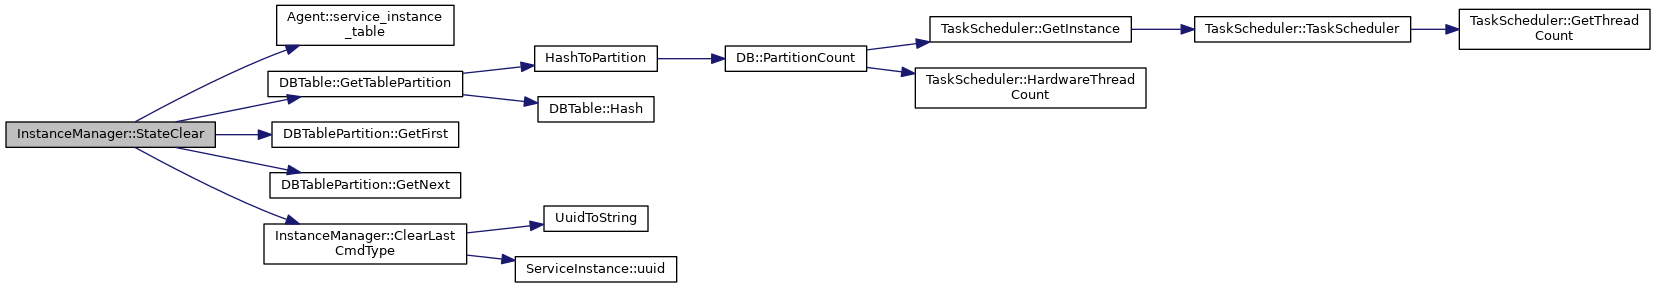 InstanceManager::StateClear
Agent::service_instance
_table
DBTable::GetTablePartition
HashToPartition
DB::PartitionCount
TaskScheduler::GetInstance
TaskScheduler::TaskScheduler
TaskScheduler::GetThread
Count
TaskScheduler::HardwareThread
Count
DBTable::Hash
DBTablePartition::GetFirst
DBTablePartition::GetNext
InstanceManager::ClearLast
CmdType
UuidToString
ServiceInstance::uuid